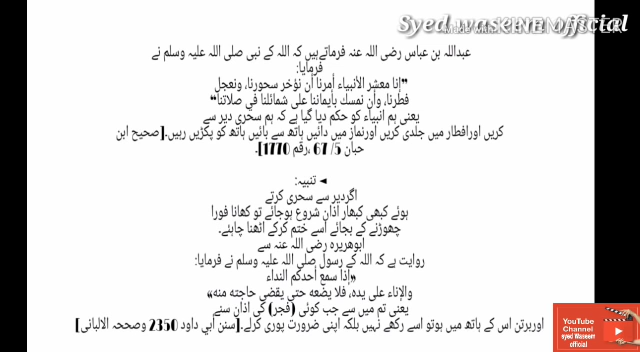 Syed waseem official
عبداللہ بن عباس رضی اللہ عنہ فرماتے ہیں کہ اللہ کے نبی صلی اللہ علیہ وسلم نے
فرمایا:
”إنا معشر الأنبياء أمرنا أن نؤخر سحورنا، ونعجل
فطرنا، وأن نمسك بأيماننا على شمائلنا في صلاتنا“
یعنی ہم انبیاء کو حکم دیا گیا ہے کہ ہم سحری دیر سے
کریں اورافطار میں جلدی کریں اورنماز میں دائیں ہاتھ سے بائیں ہاتھ کو پکڑیں رہیں۔[صحیح ابن
حبان 5/ 67 ،رقم 1770]۔
◄ تنبیہ:
اگردیر سے سحری کرتے
ہوئے کبھی کبھار اذان شروع ہوجائے تو کھانا فورا
چھوڑنے کے بجائے اسے ختم کرکے اٹھنا چاہئے۔
ابوھریرہ رضی اللہ عنہ سے
روایت ہے کہ اللہ کے رسول صلی اللہ علیہ وسلم نے فرمایا:
”إذا سمع أحدكم النداء
والإناء على يده، فلا يضعه حتى يقضي حاجته منه“
یعنی تم میں سے جب کوئی (فجر) کی اذان سنے
اوربرتن اس کے ہاتھ میں ہوتو اسے رکھے نہیں بلکہ اپنی ضرورت پوری کرلے۔[سنن أبي داود 2350 وصححہ الالبانی]
YouTube
Channel
syed Waseem
official